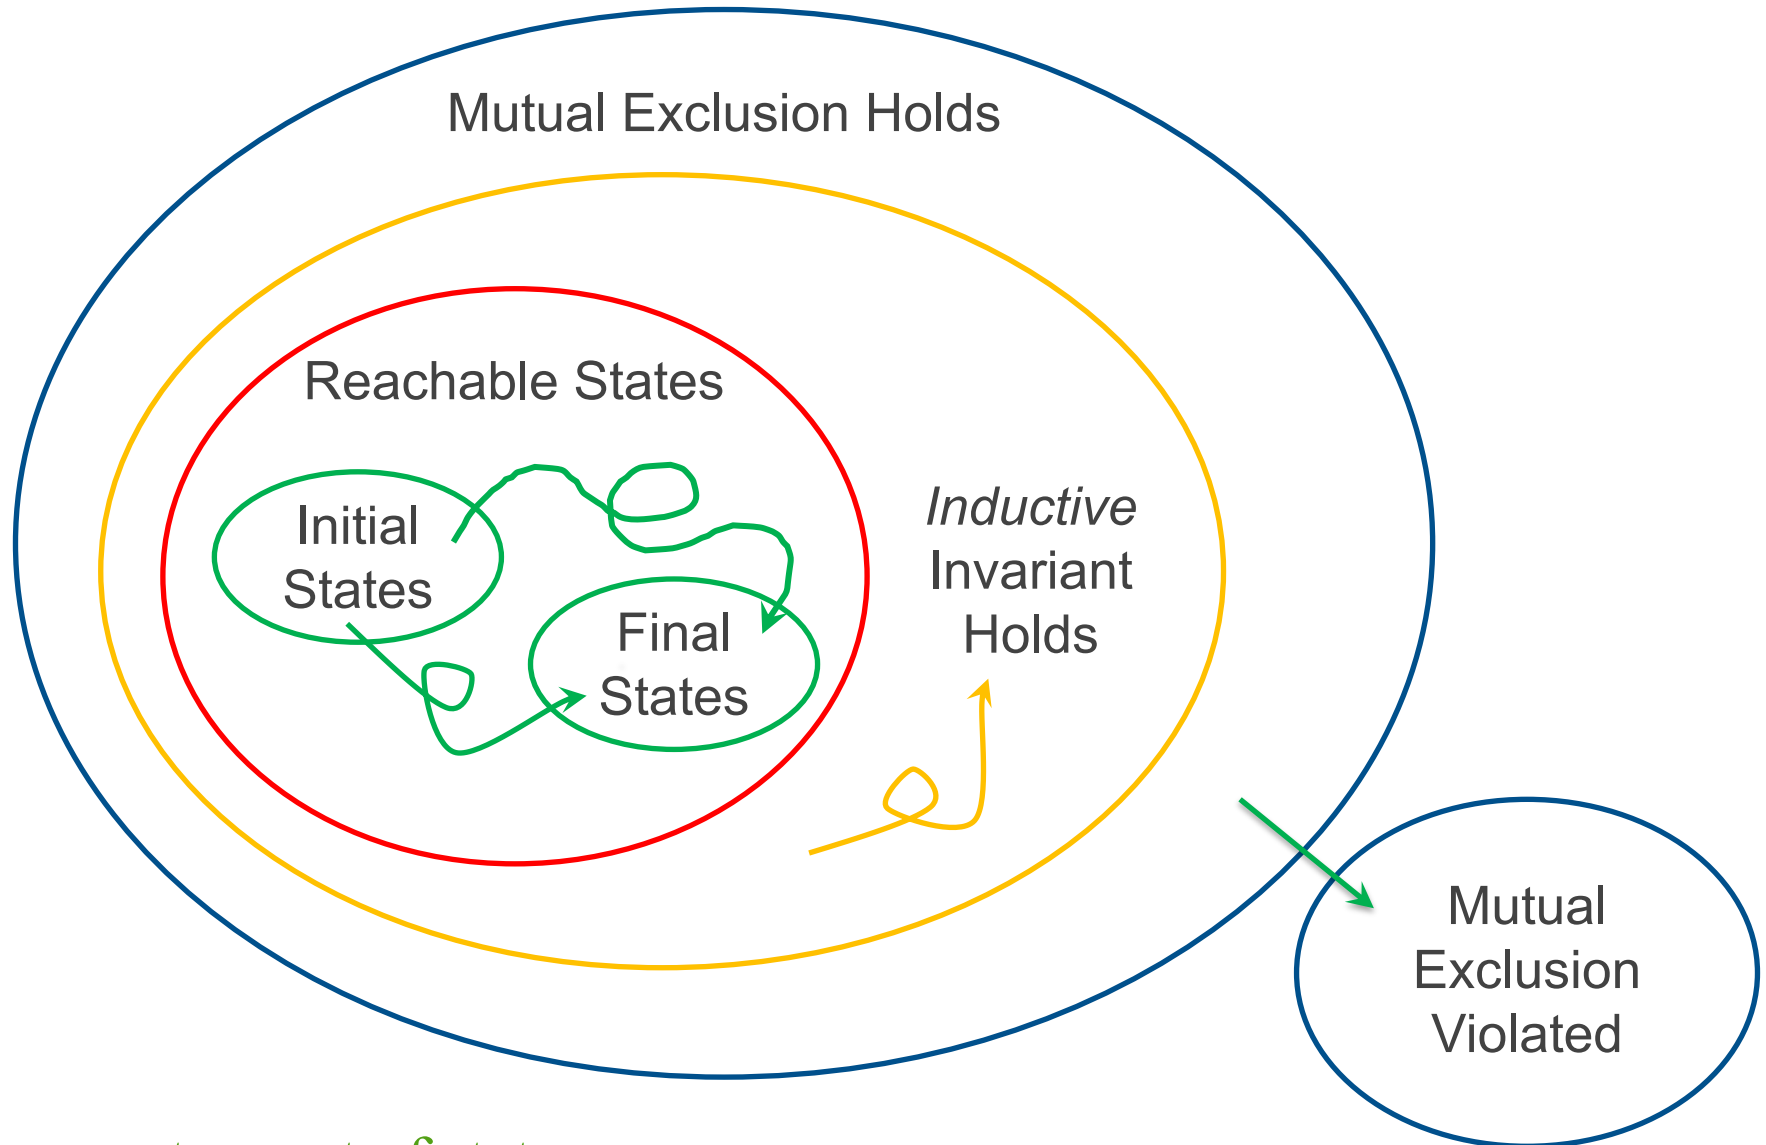 Mutual Exclusion Holds
Reachable States
Initial
States
Final
States
Inductive
Invariant
Holds
Mutual
Exclusion
Violated